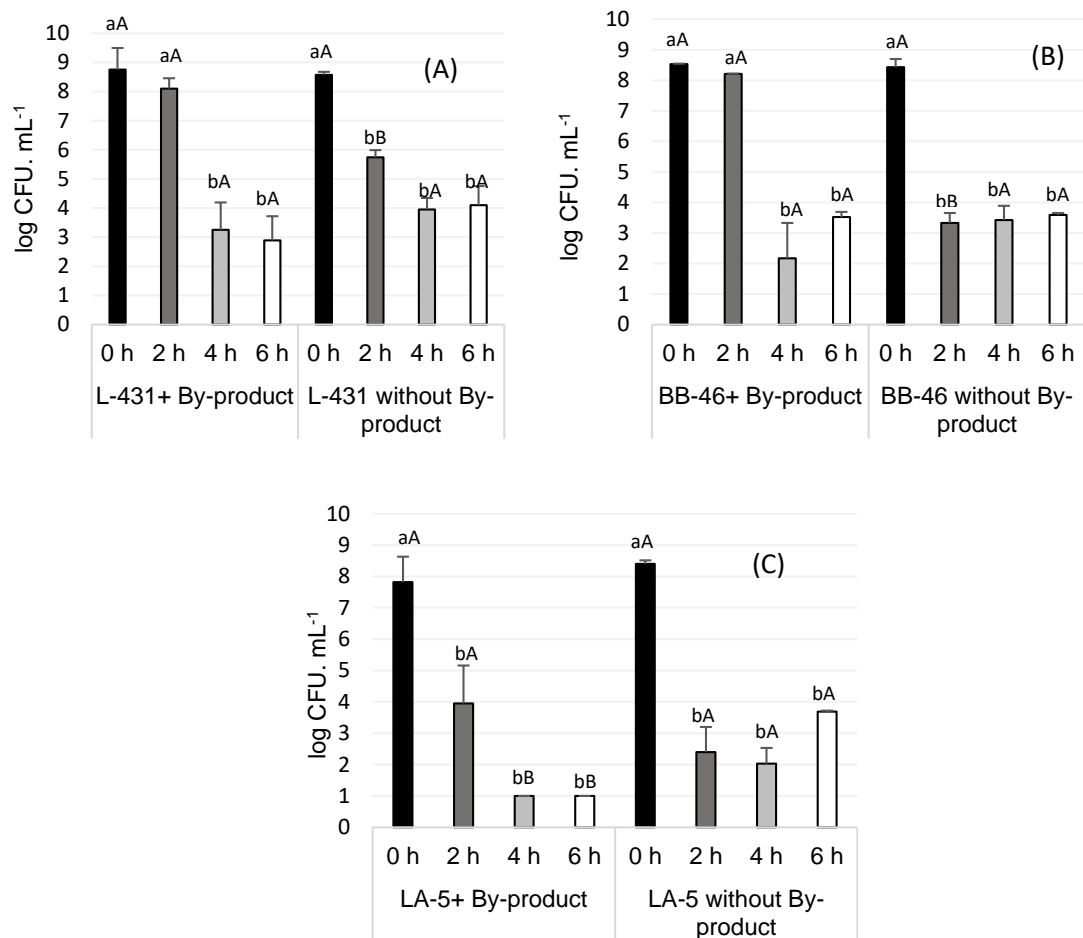 (A)
log CFU. mL-1
10
9
8
7
6
5
4
3
2
1
0
aA
aA
bA
bA
aA
bB
bA
bA
0 h 2 h 4 h 6 h 0 h 2 h 4 h 6 h
L-431+ By-product
L-431 without By-
product
(B)
log CFU. mL-1
10
9
8
7
6
5
4
3
2
1
0
aA
aA
bA
bA
aA
bB
bA
bA
0 h 2 h 4 h 6 h 0 h 2 h 4 h 6 h
BB-46+ By-product
BB-46 without By-
product
(C)
log CFU. mL-1
10
9
8
7
6
5
4
3
2
1
0
aA
bA
bB
bB
aA
bA
bA
bA
0 h 2 h 4 h 6 h 0 h 2 h 4 h 6 h
LA-5+ By-product
LA-5 without By-
product